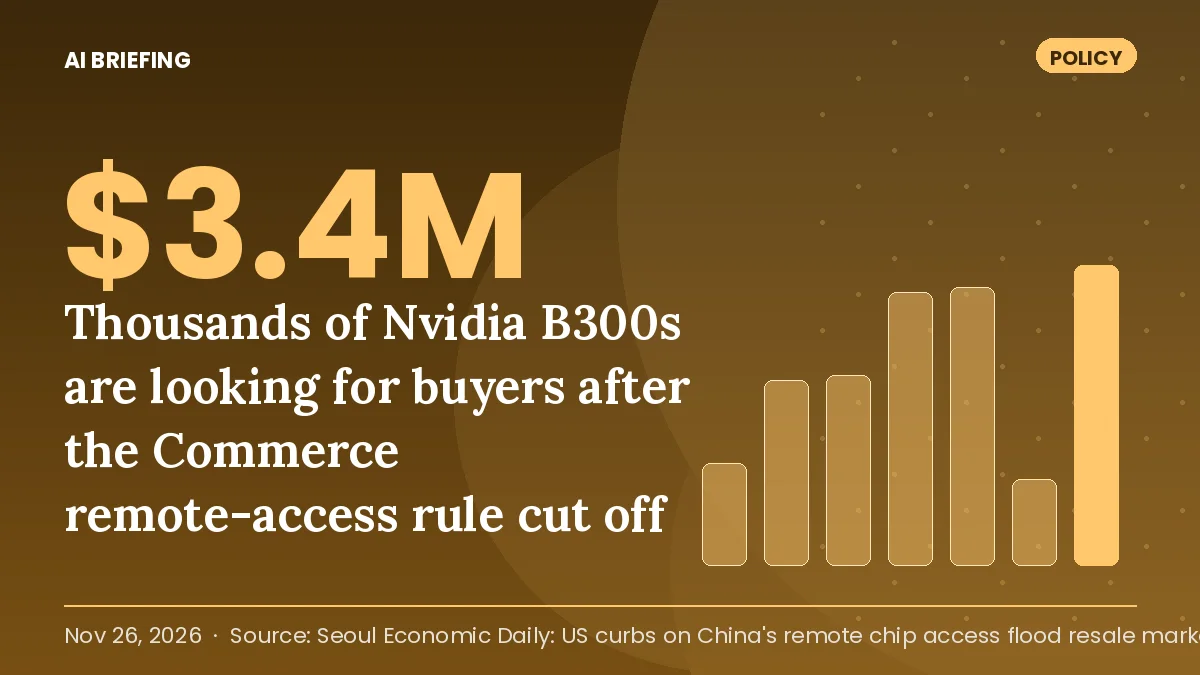 AI BRIEFING
POLICY
$3.4M
Thousands of Nvidia B300s
are looking for buyers after
the Commerce
remote-access rule cut off
Nov 26, 2026 · Source: Seoul Economic Daily: US curbs on China's remote chip access flood resale